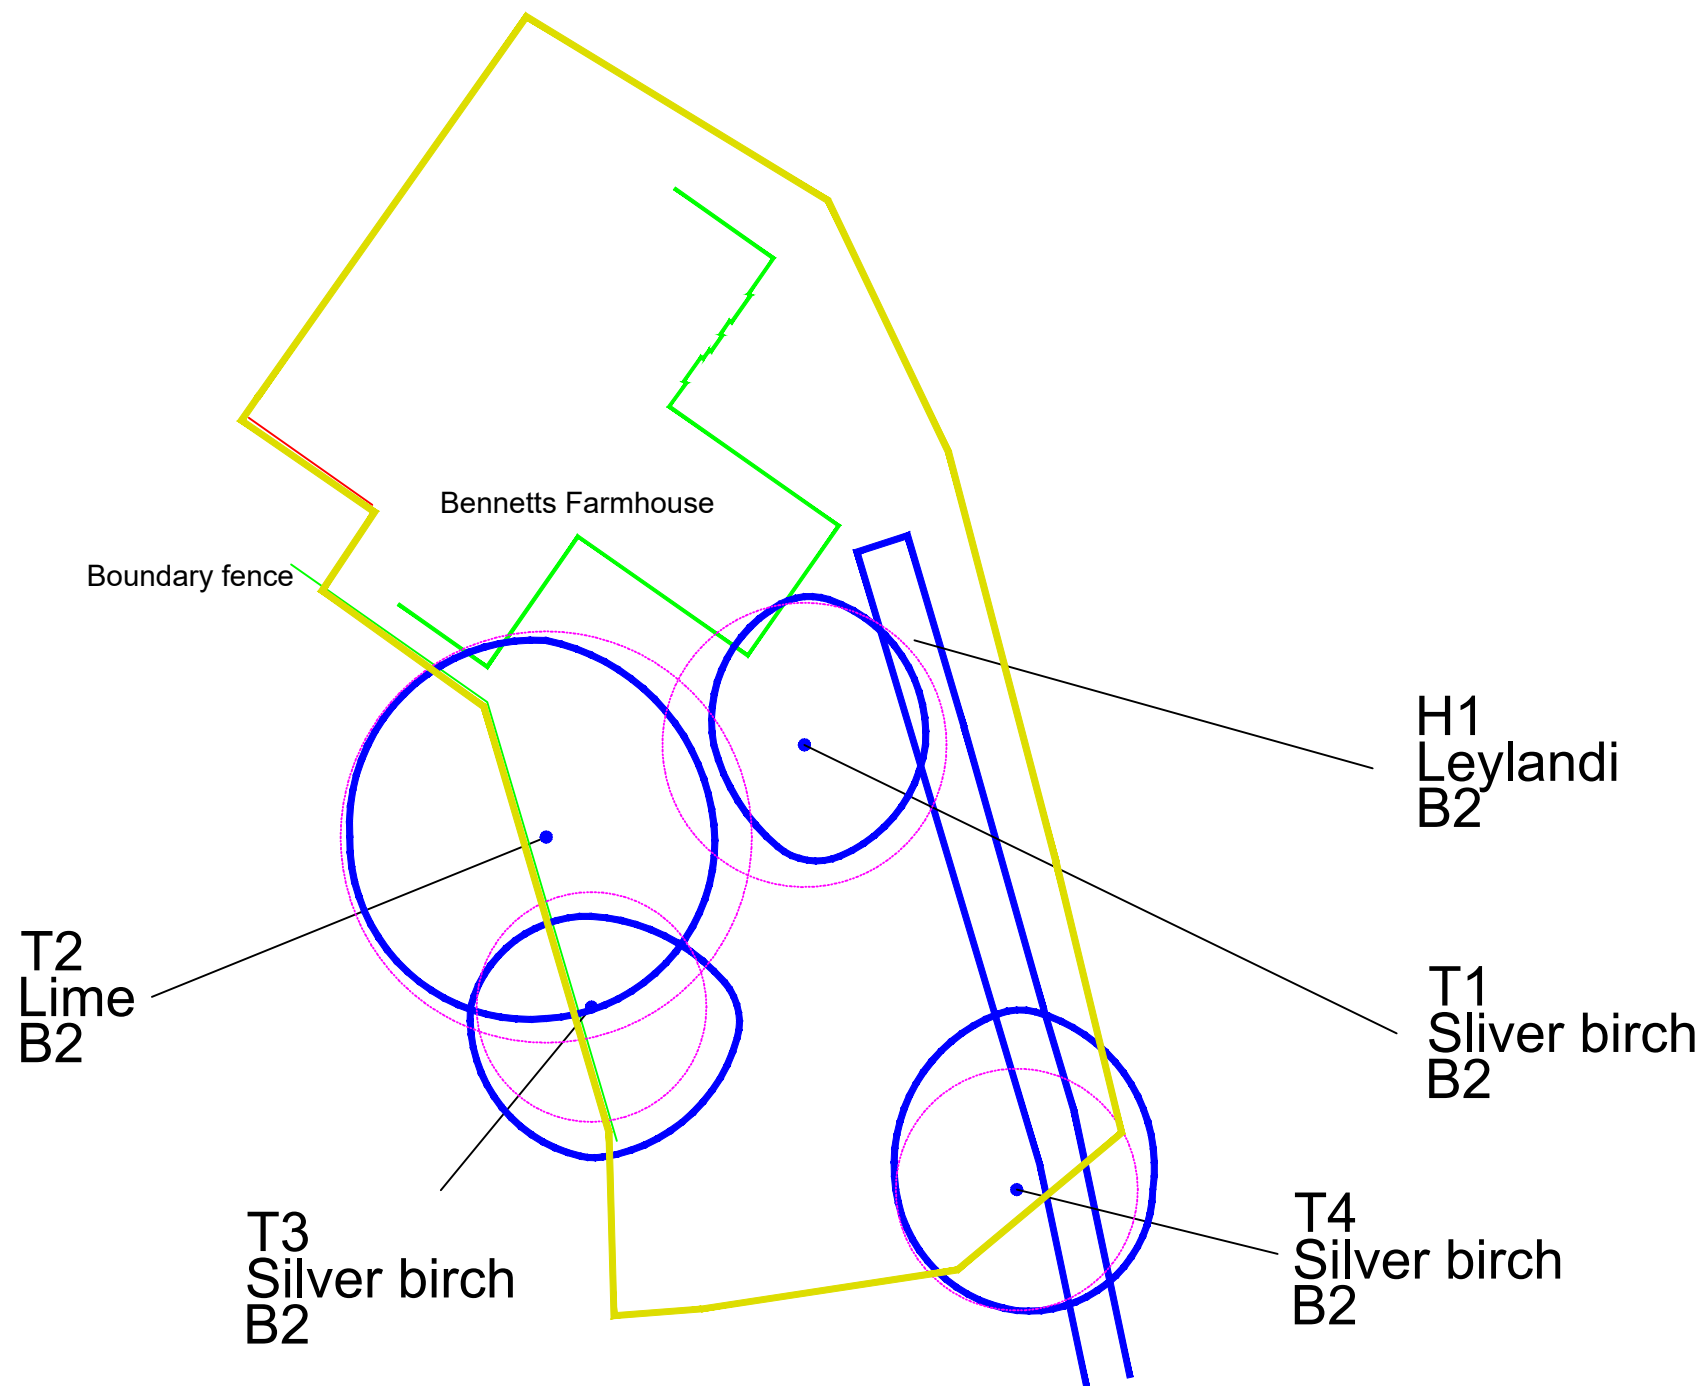 Bennetts Farmhouse
Boundary fence
H1
Leylandi
B2
T2
Lime
B2
T1
Sliver birch
B2
T3
Silver birch
B2
T4
Silver birch
B2